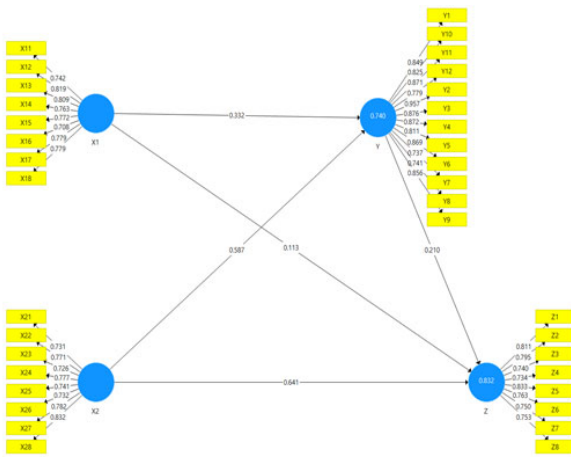 X11
X12
X13
X14
X15
X16
X17
X18
0.742
0.819
0.809
0.763
0.772
0.708
0.779
0.779
X1
0.332
Y1
Y10
Y11
Y12
Y2
Y3
Y4
Y5
Y6
Y7
Y8
Y9
0.849
0.825
0.871
0.779
0.957
0.876
0.872
0.811
0.869
0.737
0.741
0.856
0.740
Y
0.587
0.113
0.210
X21
X22
X23
X24
X25
X26
X27
X28
0.731
0.771
0.726
0.777
0.741
0.732
0.782
0.832
X2
0.641
0.832
Z
0.811
0.795
0.740
0.734
0.833
0.763
0.750
0.753
Z1
Z2
Z3
Z4
Z5
Z6
Z7
Z8